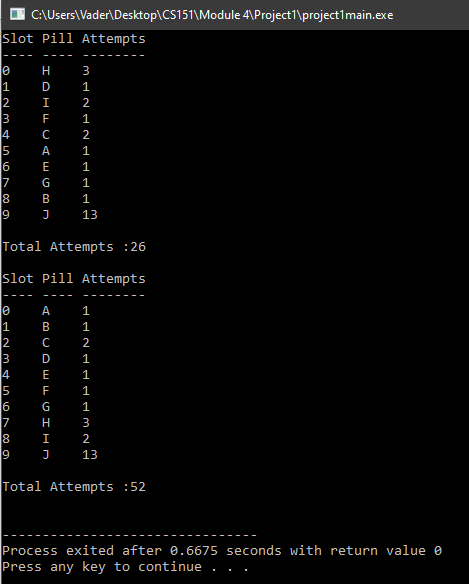 C:\Users\Vader\Desktop\CS151\Module 4\Project1\project1main.exe
Slot Pill Attempts
---- ---- --------
0    H    3
1    D    1
2    I    2
3    F    1
4    C    2
5    A    1
6    E    1
7    G    1
8    B    1
9    J    13
Total Attempts :26
Slot Pill Attempts
---- ---- --------
0    A    1
1    B    1
2    C    2
3    D    1
4    E    1
5    F    1
6    G    1
7    H    3
8    I    2
9    J    13
Total Attempts :52
--------------------------------
Process exited after 0.6675 seconds with return value 0
Press any key to continue . . .